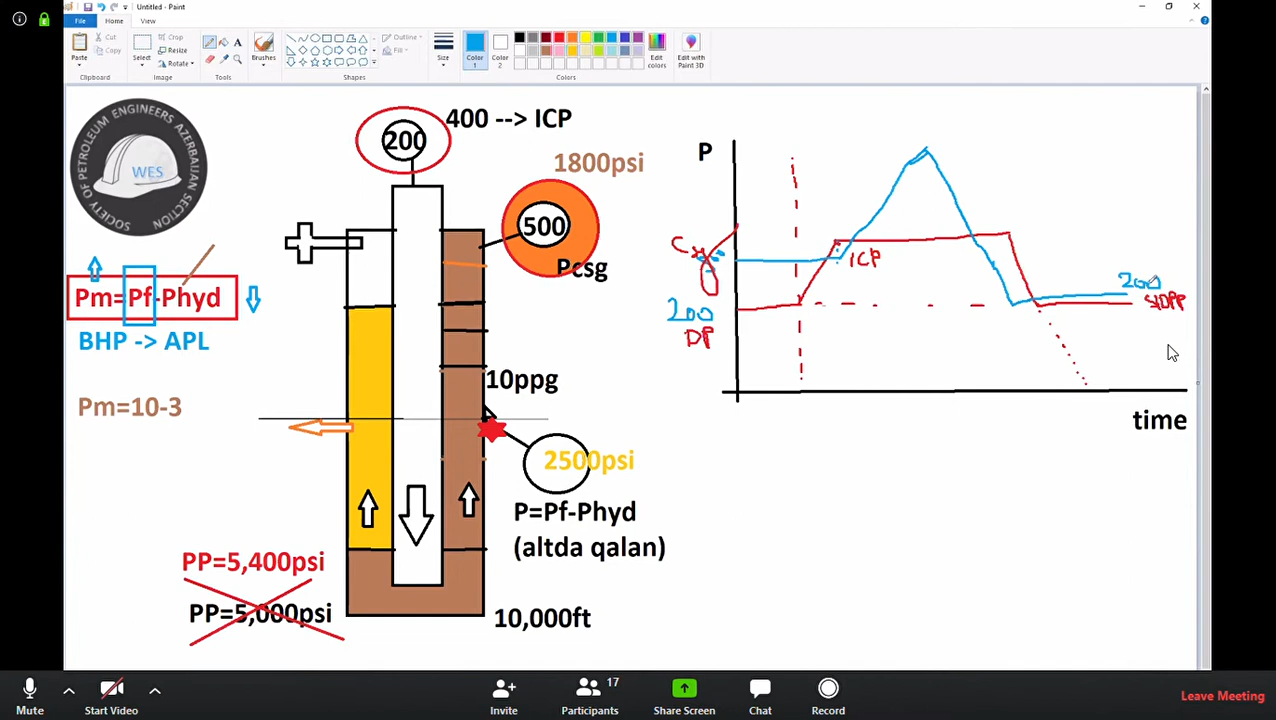 Untitled - Paint
File
Home
View
Paste
Cut
Copy
Clipboard
Select
Crop
Resize
Rotate
Image
Tools
Brushes
Shapes
Outline
Fill
Size
Color 1
Color 2
Edit colors
Edit with Paint 3D
Colors
SOCIETY OF PETROLEUM ENGINEERS AZERBAIJAN SECTION
WES
400 --> ICP
200
1800psi
500
Pcsg
Pm=Pf-Phyd
BHP -> APL
Pm=10-3
10ppg
2500psi
P=Pf-Phyd
(altda qalan)
PP=5,400psi
PP=5,000psi
10,000ft
P
ICP
200
DP
200
SIDPP
time
Mute
Start Video
Invite
17
Participants
Share Screen
Chat
Record
Leave Meeting